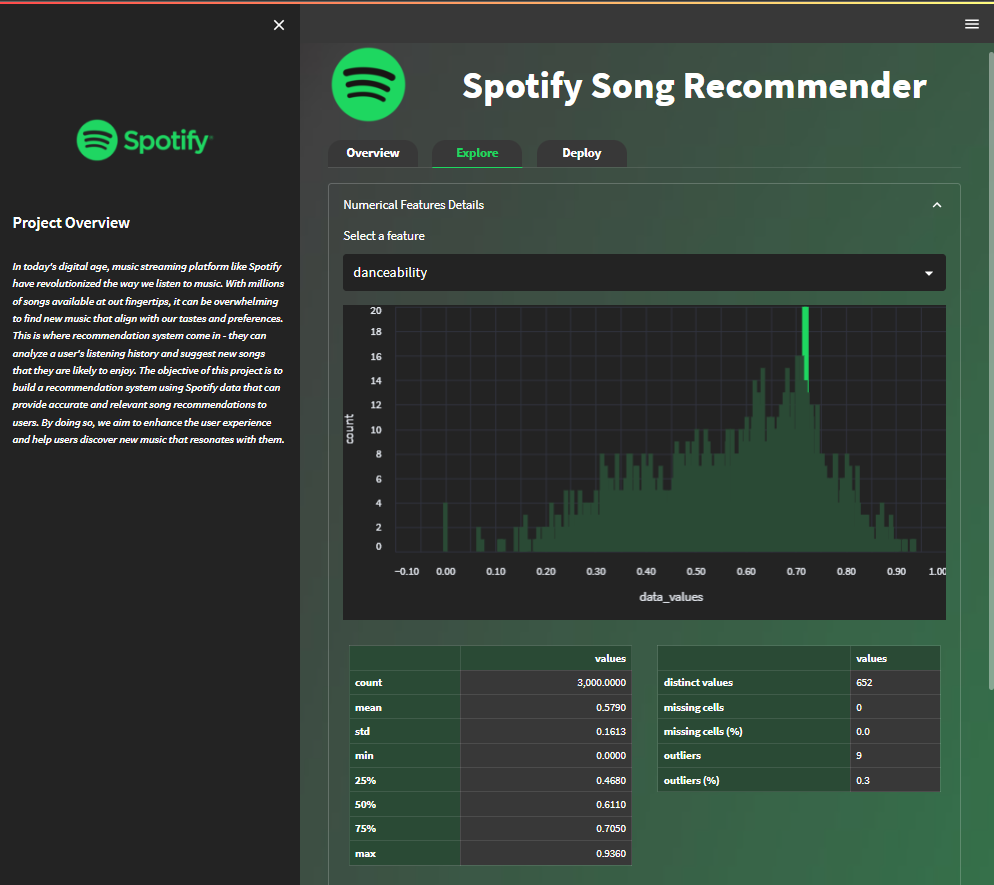 Spotify
Project Overview
In today's digital age, music streaming platform like Spotify
have revolutionized the way we listen to music. With millions
of songs available at out fingertips, it can be overwhelming
to find new music that align with our tastes and preferences.
This is where recommendation system come in - they can
analyze a user's listening history and suggest new songs
that they are likely to enjoy. The objective of this project is to
build a recommendation system using Spotify data that can
provide accurate and relevant song recommendations to
users. By doing so, we aim to enhance the user experience
and help users discover new music that resonates with them.
Spotify Song Recommender
Overview Explore Deploy
Numerical Features Details
Select a feature
danceability
20
18
16
14
12
10
8
6
4
2
0
count
−0.10 0.00 0.10 0.20 0.30 0.40 0.50 0.60 0.70 0.80 0.90 1.00
data_values
values
count 3,000.0000
mean 0.5790
std 0.1613
min 0.0000
25% 0.4680
50% 0.6110
75% 0.7050
max 0.9360
values
distinct values 652
missing cells 0
missing cells (%) 0.0
outliers 9
outliers (%) 0.3